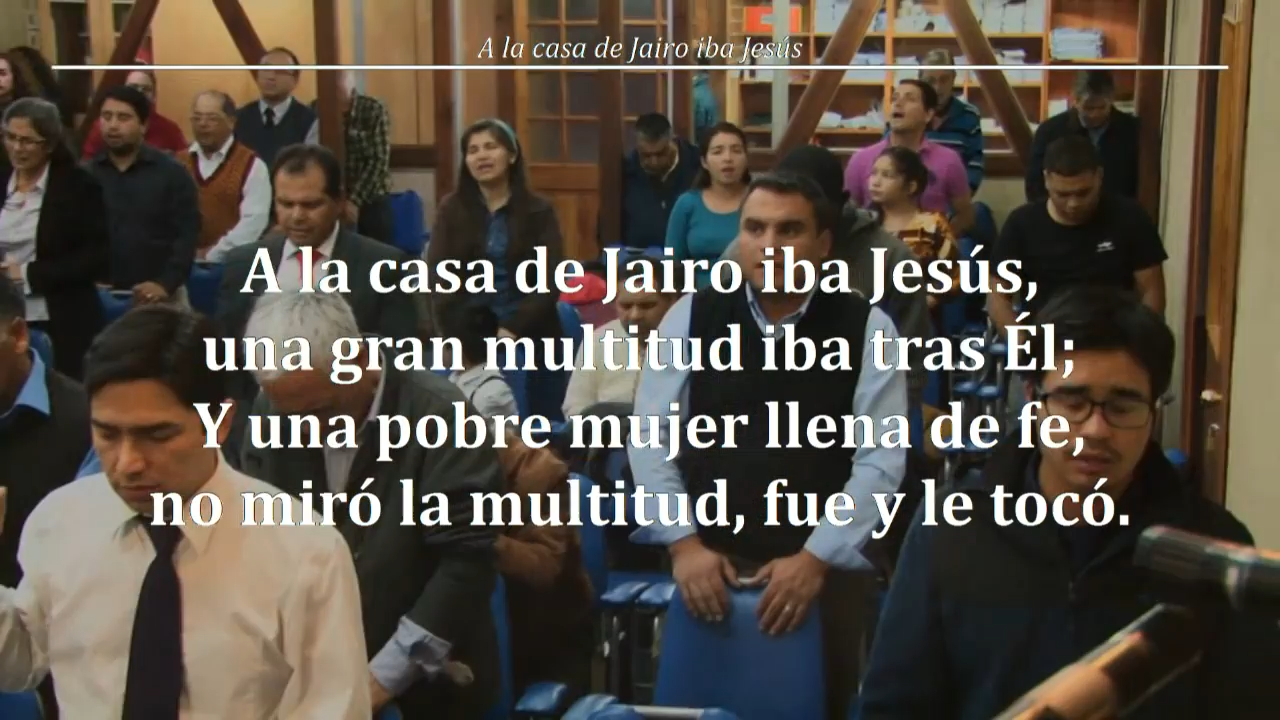 A la casa de Jairo iba Jesús
A la casa de Jairo iba Jesús,
una gran multitud iba tras Él;
Y una pobre mujer llena de fe,
no miró la multitud, fue y le tocó.